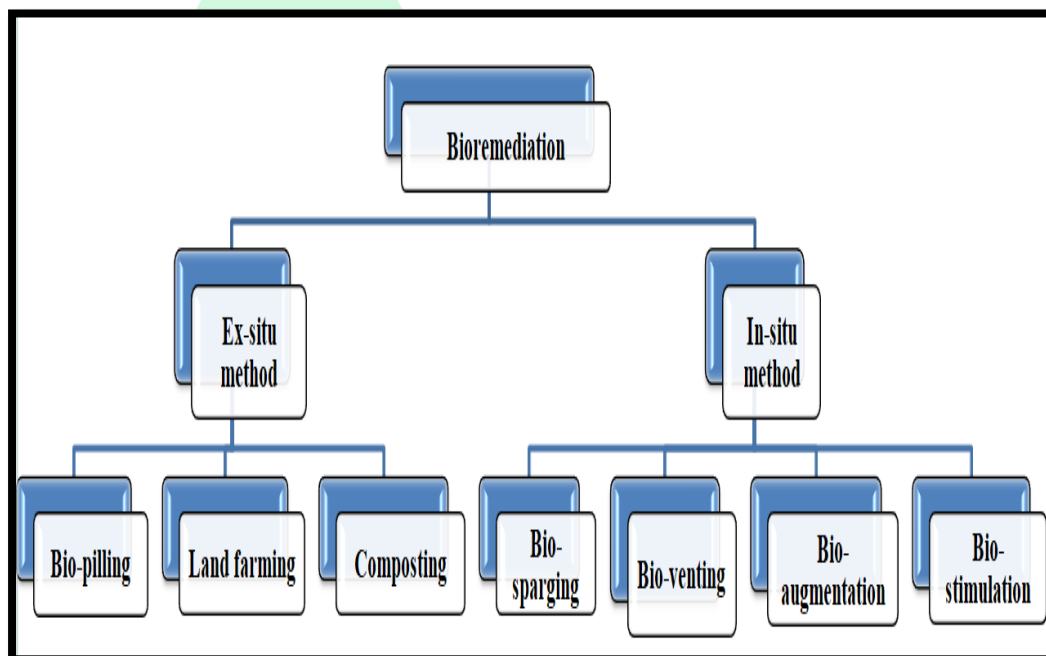 Bioremediation
Ex-situ
method
In-situ
method
Bio-pilling
Land farming
Composting
Bio-
sparging
Bio-venting
Bio-
augmentation
Bio-
stimulation